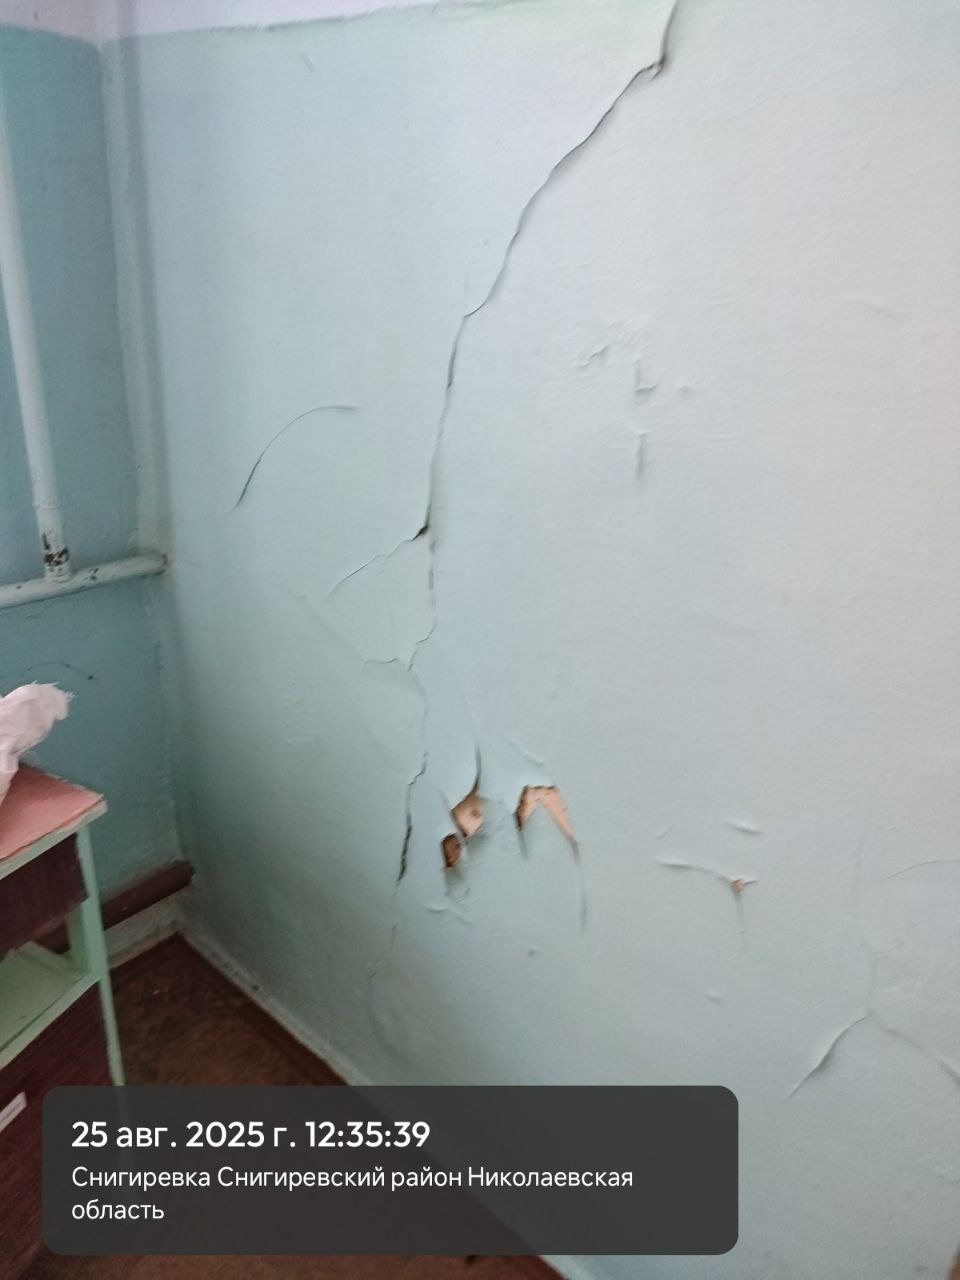 25 авг. 2025 г. 12:35:39
Снигиревка Снигиревский район Николаевская
область